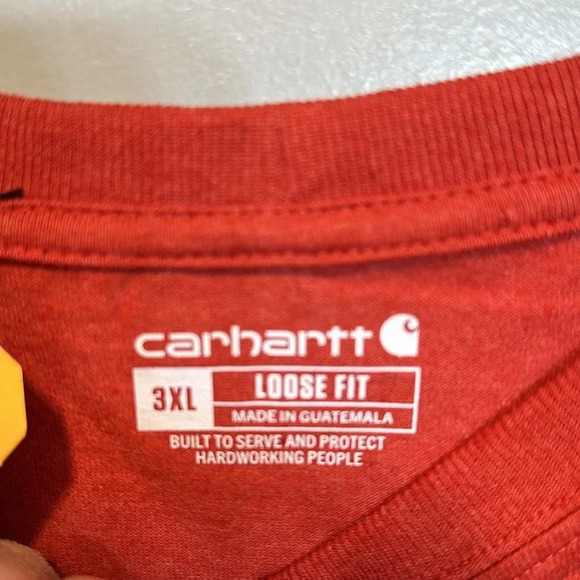 carhartt
3XL
LOOSE FIT
MADE IN GUATEMALA
BUILT TO SERVE AND PROTECT
HARDWORKING PEOPLE